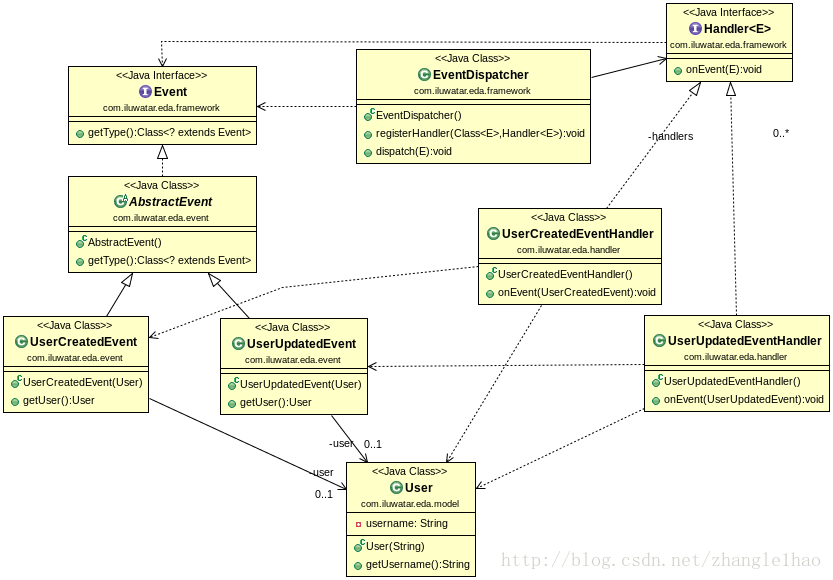 <<Java Interface>>
Handler<E>
com.iluwatar.eda.framework
onEvent(E):void
<<Java Class>>
EventDispatcher
com.iluwatar.eda.framework
EventDispatcher()
registerHandler(Class<E>,Handler<E>):void
dispatch(E):void
<<Java Interface>>
Event
com.iluwatar.eda.framework
getType():Class<? extends Event>
-handlers
0..*
<<Java Class>>
AbstractEvent
com.iluwatar.eda.event
AbstractEvent()
getType():Class<? extends Event>
<<Java Class>>
UserCreatedEventHandler
com.iluwatar.eda.handler
UserCreatedEventHandler()
onEvent(UserCreatedEvent):void
<<Java Class>>
UserCreatedEvent
com.iluwatar.eda.event
UserCreatedEvent(User)
getUser():User
<<Java Class>>
UserUpdatedEvent
com.iluwatar.eda.event
UserUpdatedEvent(User)
getUser():User
<<Java Class>>
UserUpdatedEventHandler
com.iluwatar.eda.handler
UserUpdatedEventHandler()
onEvent(UserUpdatedEvent):void
-user
0..1
-user
0..1
<<Java Class>>
User
com.iluwatar.eda.model
username: String
User(String)
getUsername():String
http://blog.csdn.net/zhanglelhao